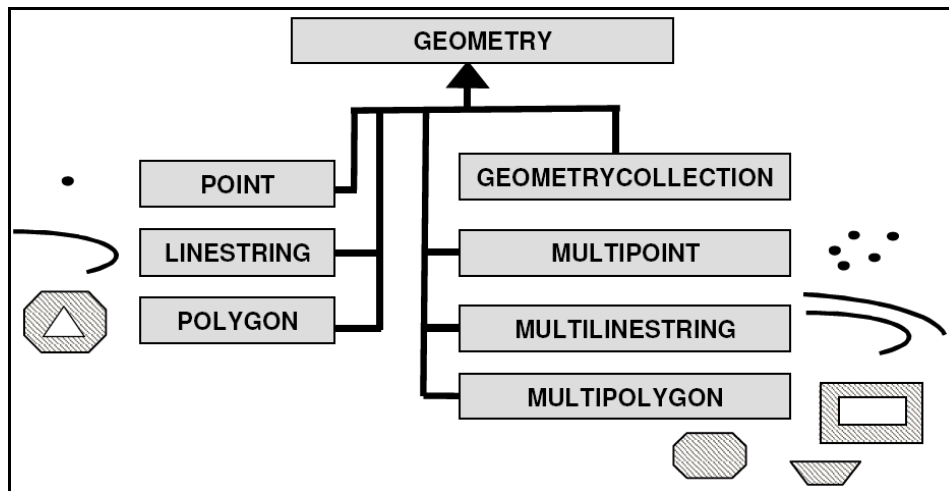 GEOMETRY
POINT
GEOMETRYCOLLECTION
LINESTRING
MULTIPOINT
POLYGON
MULTILINESTRING
MULTIPOLYGON